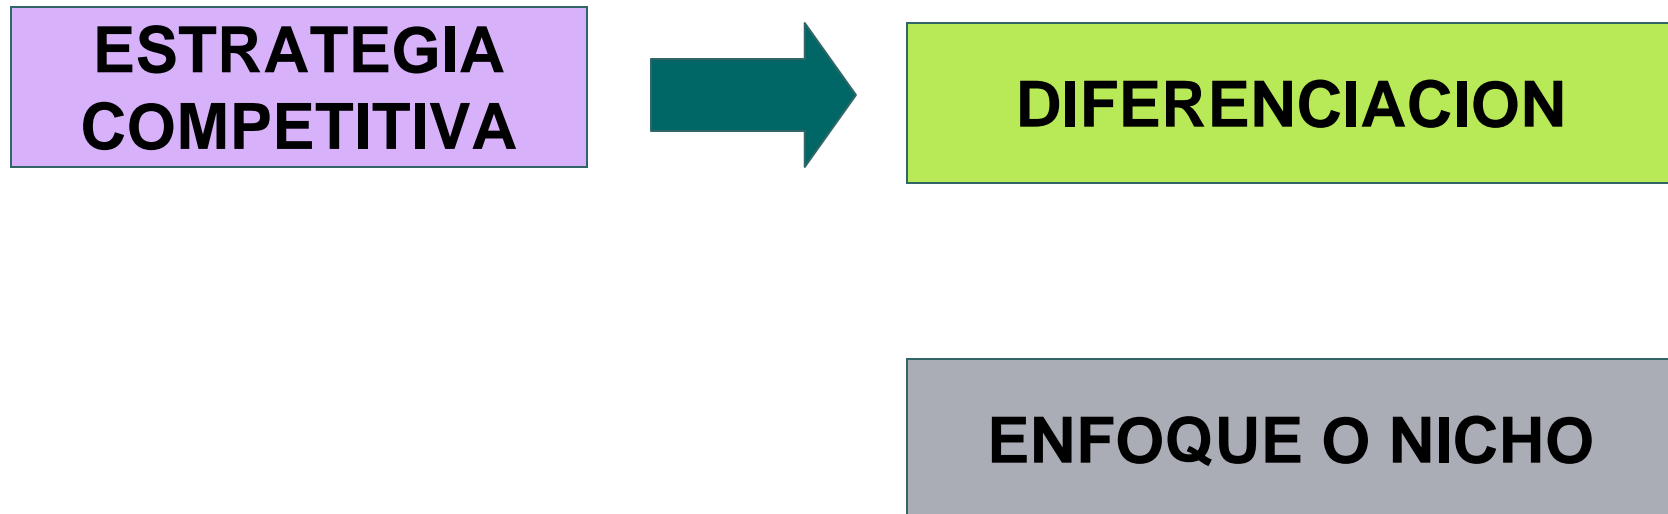 ESTRATEGIA
COMPETITIVA
DIFERENCIACION
ENFOQUE O NICHO